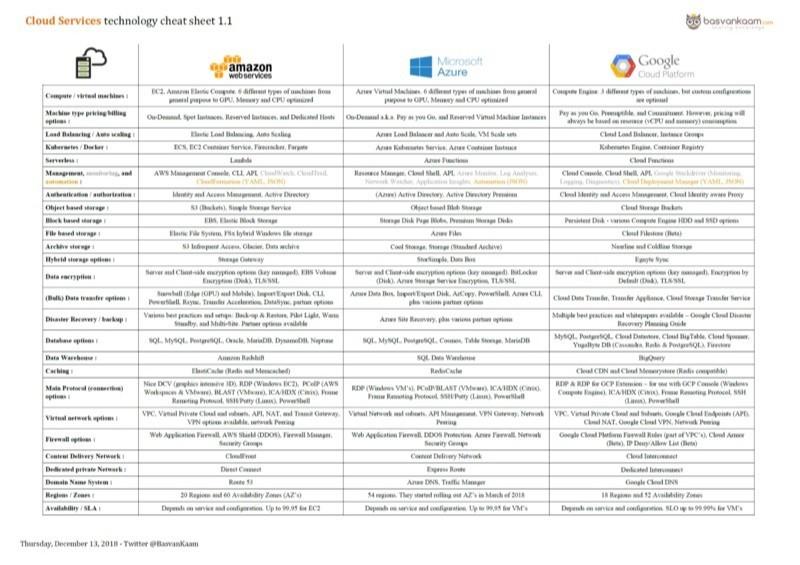 Cloud Services technology cheat sheet 1.1
basvankaam.com
amazon
webservices
Microsoft
Azure
Google
Cloud Platform
Compute / virtual machines :
EC2, Amazon Elastic Compute. 6 different types of machines from
general purpose to GPU, Memory and CPU optimized
Azure Virtual Machines. 6 different types of machines from general
purpose to GPU, Memory and CPU optimized
Compute Engine. 3 different types of machines, but custom configurations
are optional
Machine type pricing/billing
options :
On-Demand, Spot Instances, Reserved Instances, and Dedicated Hosts
On-Demand a.k.a. Pay as you Go, and Reserved Virtual Machine Instances
Pay as you Go, Preemptible, and Commitment. However, pricing will
always be based on resource (vCPU and memory) consumption
Load Balancing / Auto scaling :
Elastic Load Balancing, Auto Scaling
Azure Load Balancer and Auto Scale, VM Scale sets
Cloud Load Balancer, Instance Groups
Kubernetes / Docker :
ECS, EC2 Container Service, Firecracker, Fargate
Azure Kubernetes Service, Azure Container Instance
Kubernetes Engine, Container Registry
Serverless :
Lambda
Azure Functions
Cloud Functions
Management, monitoring, and
automation :
AWS Management Console, CLI, API, CloudWatch, CloudTrail,
CloudFormation (YAML, JSON)
Resource Manager, Cloud Shell, API, Azure Monitor, Log Analyses,
Network Watcher, Application Insights, Automation (JSON)
Cloud Console, Cloud Shell, API, Google Stackdriver (Monitoring,
Logging, Diagnostics), Cloud Deployment Manager (YAML, JSON)
Authentication / authorization :
Identity and Access Management, Active Directory
(Azure) Active Directory, Active Directory Premium
Cloud Identity and Access Management, Cloud Identity aware Proxy
Object based storage :
S3 (Buckets), Simple Storage Service
Object based Blob Storage
Cloud Storage Buckets
Block based storage :
EBS, Elastic Block Storage
Storage Disk Page Blobs, Premium Storage Disks
Persistent Disk - various Compute Engine HDD and SSD options
File based storage :
Elastic File System, FSx hybrid Windows file storage
Azure Files
Cloud Filestore (Beta)
Archive storage :
S3 Infrequent Access, Glacier, Data archive
Cool Storage, Storage (Standard Archive)
Nearline and Coldline Storage
Hybrid storage options :
Storage Gateway
StorSimple, Data Box
Egnyte Sync
Data encryption :
Server and Client-side encryption options (key managed), EBS Volume
Encryption (Disk), TLS/SSL
Server and Client-side encryption options (key managed), BitLocker
(Disk), Azure Storage Service Encryption, TLS/SSL
Server and Client-side encryption options (key managed), Encryption by
Default (Disk), TLS/SSL
(Bulk) Data transfer options :
Snowball (Edge (GPU) and Mobile), Import/Export Disk, CLI,
PowerShell, Rsync, Transfer Acceleration, DataSync, partner options
Azure Data Box, Import/Export Disk, AzCopy, PowerShell, Azure CLI,
plus various partner options
Cloud Data Transfer, Transfer Appliance, Cloud Storage Transfer Service
Disaster Recovery / backup :
Various best practices and whitepapers: Back-up & Restore, Pilot Light, Warm
Standby, and Multi-Site. Partner options available
Azure Site Recovery, plus various partner options
Multiple best practices and whitepapers available - Google Cloud Disaster
Recovery Planning Guide
Database options :
SQL, MySQL, PostgreSQL, Oracle, MariaDB, DynamoDB, Neptune
SQL, MySQL, PostgreSQL, Cosmos, Table Storage, MariaDB
MySQL, PostgreSQL, Cloud Datastore, Cloud BigTable, Cloud Spanner,
YugaByte DB (Cassandra, Redis & PostgreSQL), Firestore
Data Warehouse :
Amazon Redshift
SQL Data Warehouse
BigQuery
Caching :
ElastiCache (Redis and Memcached)
RedisCache
Cloud CDN and Cloud Memorystore (Redis compatible)
Main Protocol (connection)
options :
Nice DCV (graphics intensive 3D), RDP (Windows EC2), PCoIP (AWS
Workspaces & VMware), BLAST (VMware), ICA/HDX (Citrix), Frame
Remoting Protocol, SSH/Putty (Linux), PowerShell
RDP (Windows VM's), PCoIP/BLAST (VMware), ICA/HDX (Citrix),
Frame Remoting Protocol, SSH/Putty (Linux), PowerShell
RDP & RDP for GCP Extension - for use with GCP Console (Windows
Compute Engine), ICA/HDX (Citrix), Frame Remoting Protocol, SSH
(Linux), PowerShell
Virtual network options :
VPC, Virtual Private Cloud and subnets, API, NAT, and Transit Gateway,
VPN options available, network Peering
Virtual Network and subnets, API Management, VPN Gateway, Network
Peering
VPC, Virtual Private Cloud and Subnets, Google Cloud Endpoints (API),
Cloud NAT, Google Cloud VPN, Network Peering
Firewall options :
Web Application Firewall, AWS Shield (DDOS), Firewall Manager,
Security Groups
Web Application Firewall, DDOS Protection, Azure Firewall, Network
Security Groups
Google Cloud Platform Firewall Rules (part of VPC's), Cloud Armor
(Beta), IP Deny/Allow List (Beta)
Content Delivery Network :
CloudFront
Content Delivery Network
Cloud Interconnect
Dedicated private Network :
Direct Connect
Express Route
Dedicated Interconnect
Domain Name System :
Route 53
Azure DNS, Traffic Manager
Google Cloud DNS
Regions / Zones :
20 Regions and 60 Availability Zones (AZ's)
54 regions. They started rolling out AZ's in March of 2018
18 Regions and 52 Availability Zones
Availability / SLA :
Depends on service and configuration. Up to 99,95 for EC2
Depends on service and configuration. Up to 99,95 for VM's
Depends on service and configuration. SLO up to 99.99% for VM's
Thursday, December 13, 2018 - Twitter @BasvanKaam